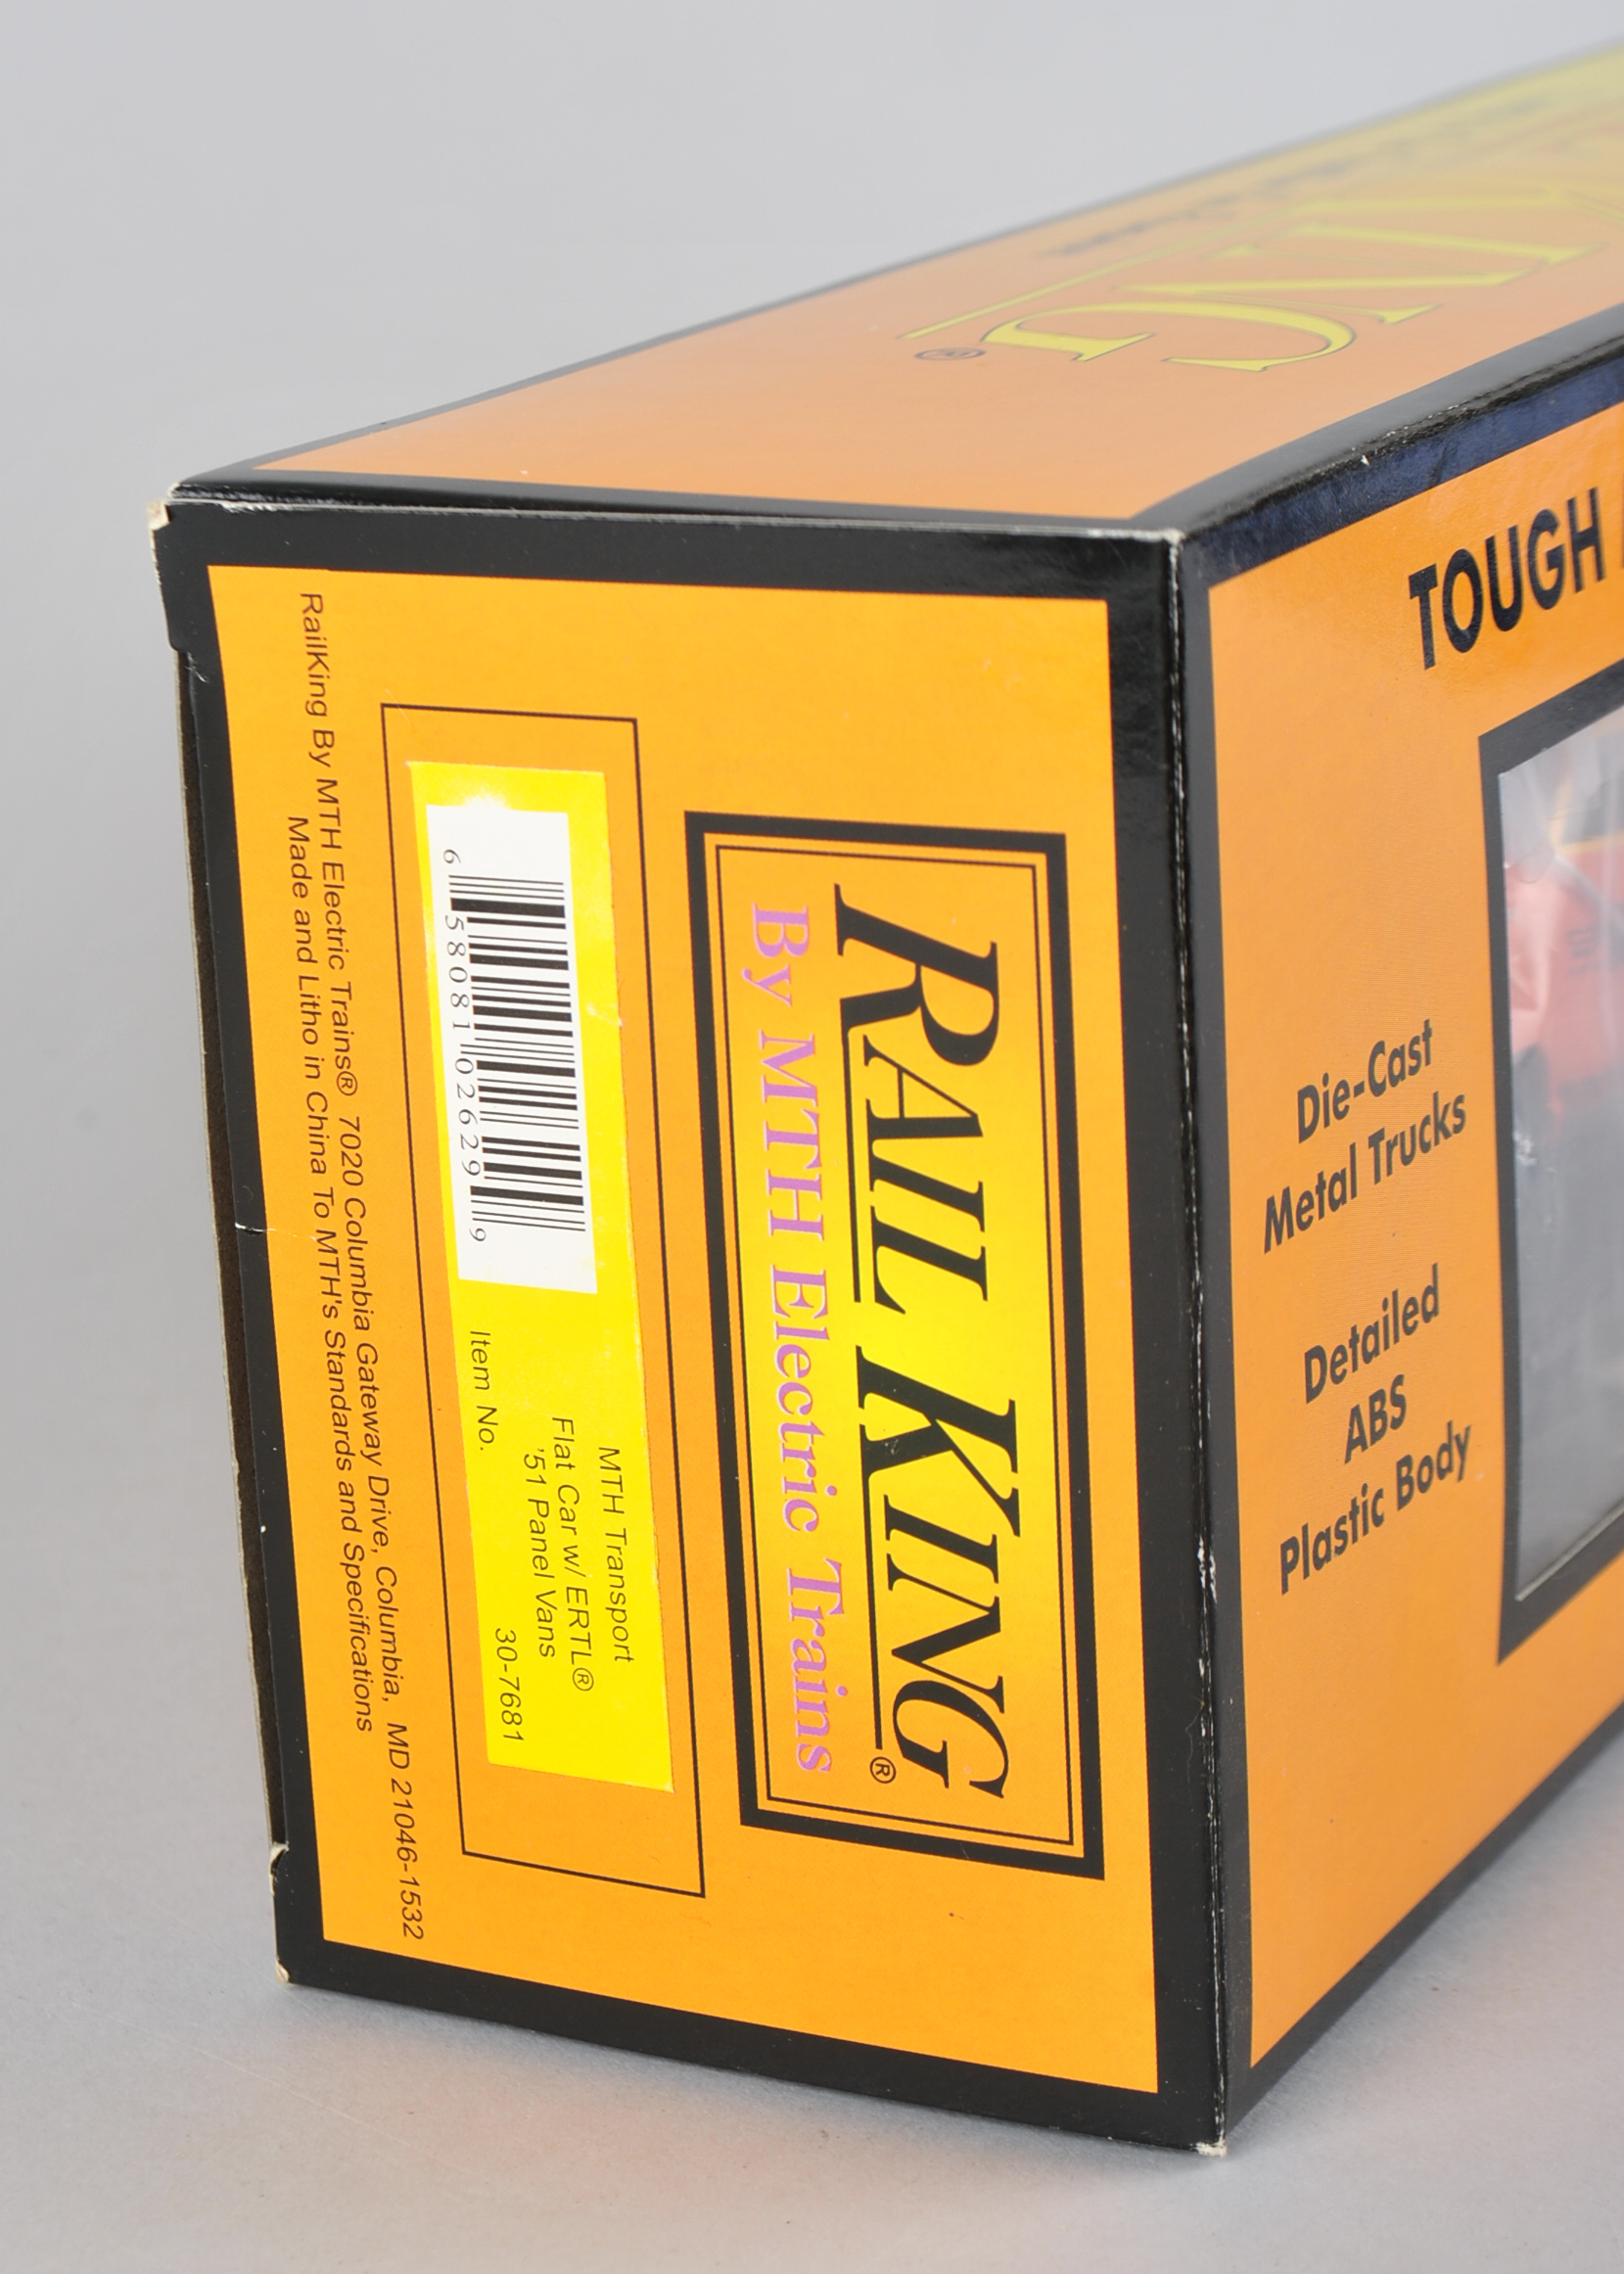 RAIL KING®
By MTH Electric Trains
MTH Transport
Flat Car w/ ERTL®
'51 Panel Vans
Item No. 30-7681
6 58081 02629 9
RailKing By MTH Electric Trains® 7020 Columbia Gateway Drive, Columbia, MD 21046-1532
Made and Litho in China To MTH's Standards and Specifications
KING®
TOUGH
Die-Cast
Metal Trucks
Detailed
ABS
Plastic Body